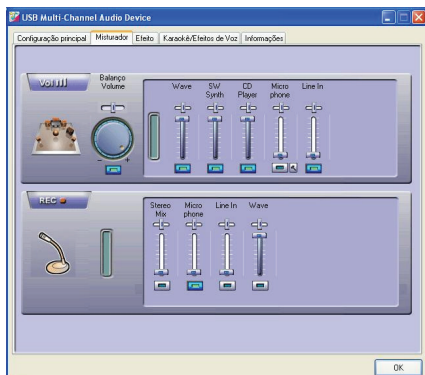 USB Multi-Channel Audio Device
Configuração principal Misturador Efeito Karaokê/Efeitos de Voz Informações
Vol
Balanço
Volume
Wave
SW
Synth
CD
Player
Micro
phone
Line In
- +
REC
Stereo
Mix
Micro
phone
Line In
Wave
OK